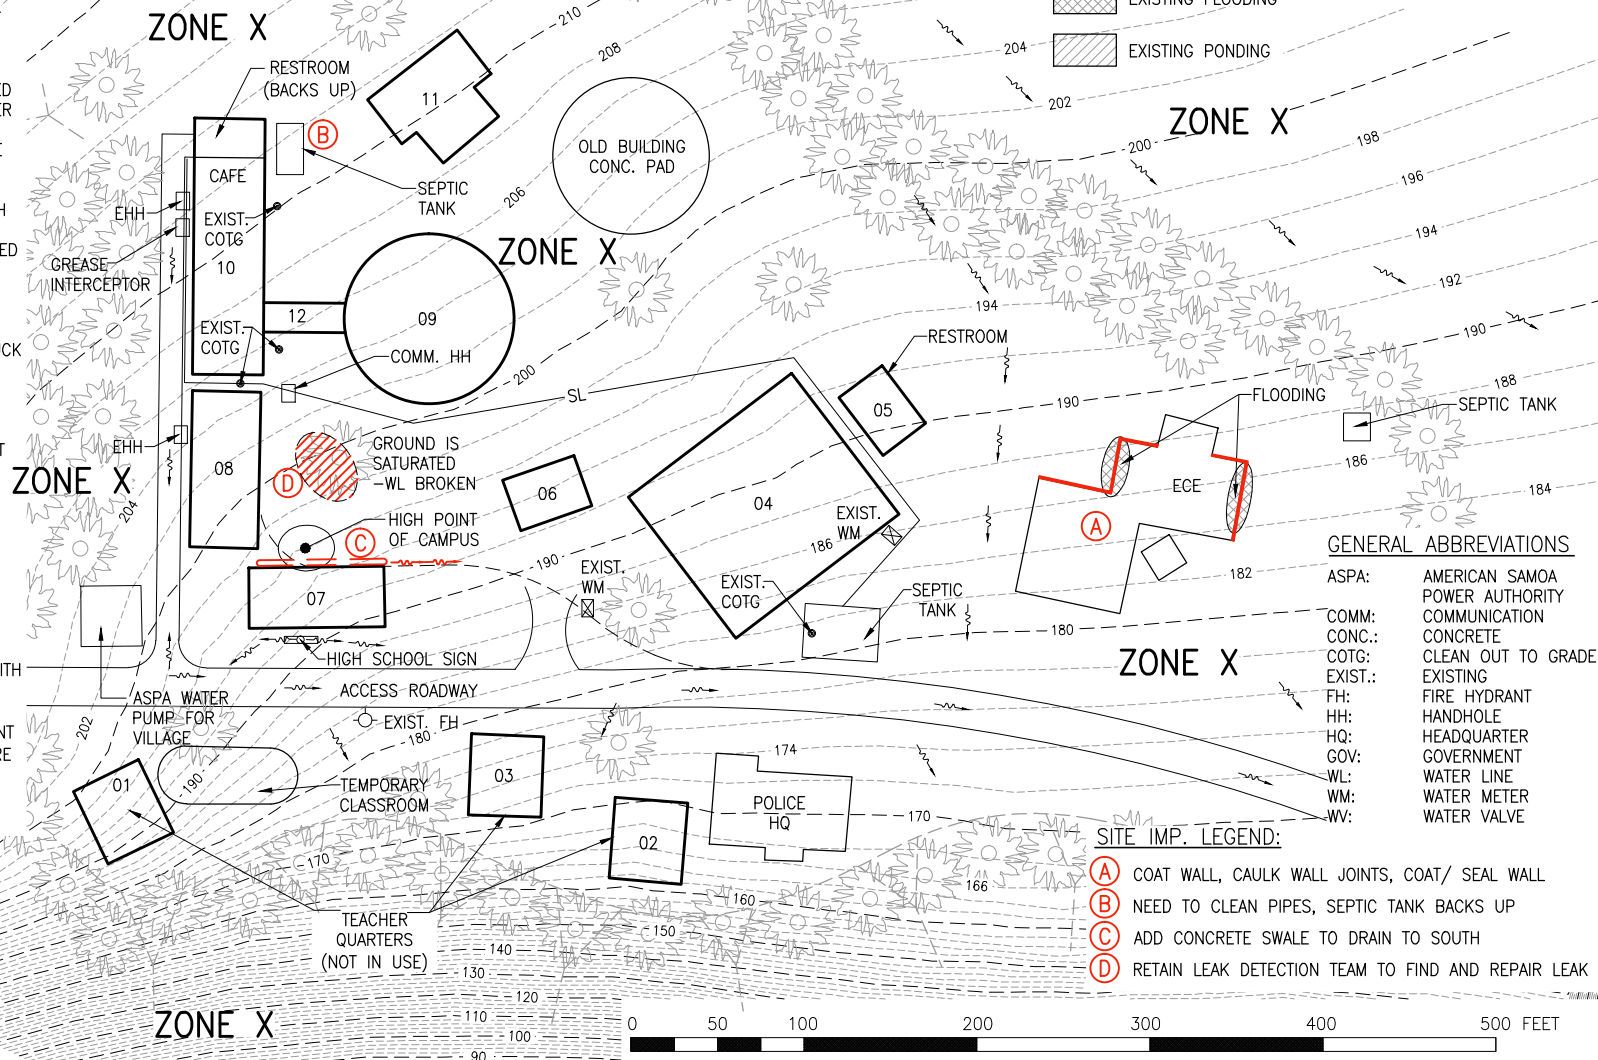 ZONE X
210
208
EXISTING FLOODING
204
EXISTING PONDING
RESTROOM
(BACKS UP)
11
ED
ER
202
ZONE X
B
OLD BUILDING
CONC. PAD
200
198
CAFE
SEPTIC
TANK
206
196
EHH
EXIST.
COTG
H
194
ZONE X
ED
GREASE
INTERCEPTOR
10
192
194
12
09
190
EXIST.
COTG
UCK
COMM. HH
RESTROOM
200
SL
190
188
FLOODING
SEPTIC TANK
05
EHH
GROUND IS
SATURATED
-WL BROKEN
186
ZONE X
08
D
06
04
ECE
184
204
HIGH POINT
OF CAMPUS
EXIST.
WM
A
C
186
GENERAL ABBREVIATIONS
190
EXIST.
WM
EXIST.
COTG
SEPTIC
TANK
182
07
180
ASPA: AMERICAN SAMOA
POWER AUTHORITY
COMM: COMMUNICATION
CONC.: CONCRETE
COTG: CLEAN OUT TO GRADE
EXIST.: EXISTING
FH: FIRE HYDRANT
HH: HANDHOLE
HQ: HEADQUARTER
GOV: GOVERNMENT
WL: WATER LINE
WM: WATER METER
WV: WATER VALVE
ZONE X
HIGH SCHOOL SIGN
ITH
ACCESS ROADWAY
ASPA WATER
PUMP FOR
VILLAGE
EXIST. FH
202
NT
RE
180
174
01
190
TEMPORARY
CLASSROOM
03
POLICE
HQ
170
02
170
SITE IMP. LEGEND:
A COAT WALL, CAULK WALL JOINTS, COAT/ SEAL WALL
B NEED TO CLEAN PIPES, SEPTIC TANK BACKS UP
C ADD CONCRETE SWALE TO DRAIN TO SOUTH
D RETAIN LEAK DETECTION TEAM TO FIND AND REPAIR LEAK
166
160
150
TEACHER
QUARTERS
(NOT IN USE)
140
130
120
110
100
90
ZONE X
0 50 100 200 300 400 500 FEET